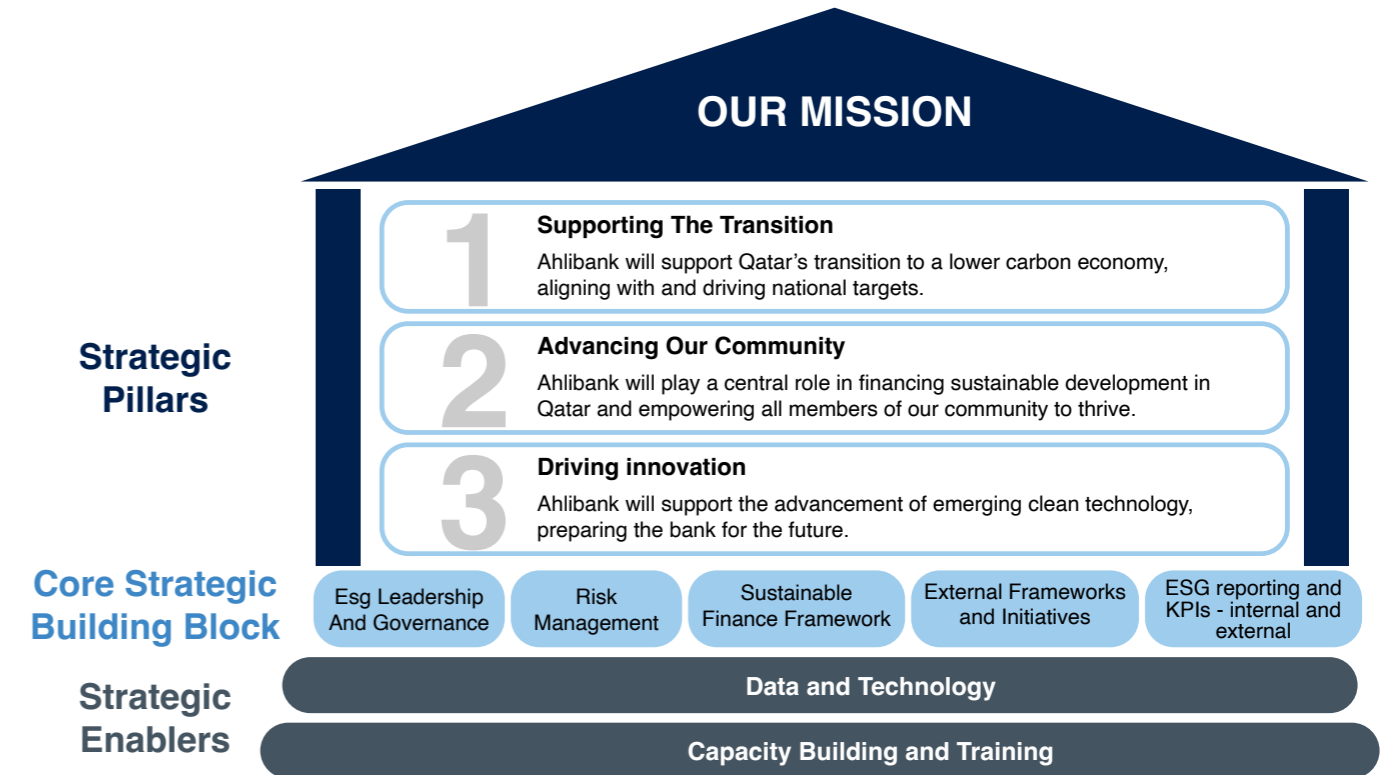 OUR MISSION
Strategic
Pillars
1
Supporting The Transition
Ahlibank will support Qatar’s transition to a lower carbon economy,
aligning with and driving national targets.
2
Advancing Our Community
Ahlibank will play a central role in financing sustainable development in
Qatar and empowering all members of our community to thrive.
3
Driving innovation
Ahlibank will support the advancement of emerging clean technology,
preparing the bank for the future.
Core Strategic
Building Block
Esg Leadership
And Governance
Risk
Management
Sustainable
Finance Framework
External Frameworks
and Initiatives
ESG reporting and
KPIs - internal and
external
Strategic
Enablers
Data and Technology
Capacity Building and Training